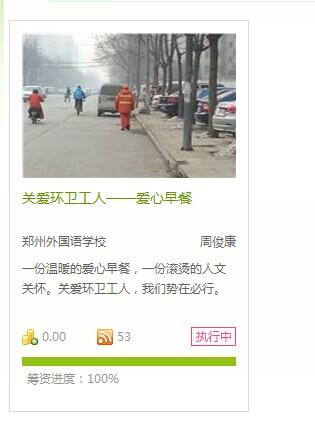 关爱环卫工人——爱心早餐
郑州外国语学校 周俊康
一份温暖的爱心早餐，一份滚烫的人文
关怀。关爱环卫工人，我们势在必行。
0.00 53 执行中
筹资进度：100%